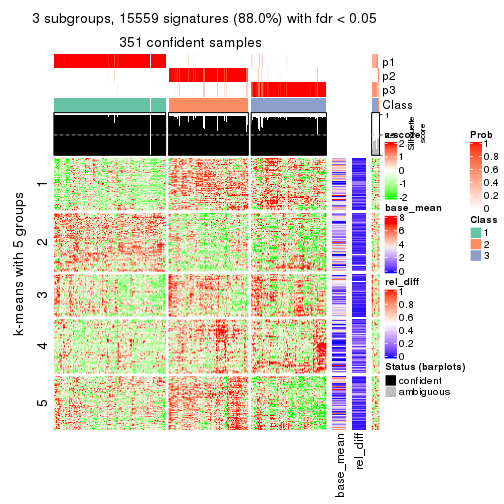 3 subgroups, 15559 signatures (88.0%) with fdr < 0.05
351 confident samples
p1
p2
p3
Class
1
Silhouette
score
k-means with 5 groups
1
2
3
4
5
base_mean
rel_diff
z-score
2
1
0
-1
-2
base_mean
8
6
4
2
0
rel_diff
1
0.8
0.6
0.4
0.2
0
Status (barplots)
confident
ambiguous
Prob
1
0.8
0.6
0.4
0.2
0
Class
1
2
3